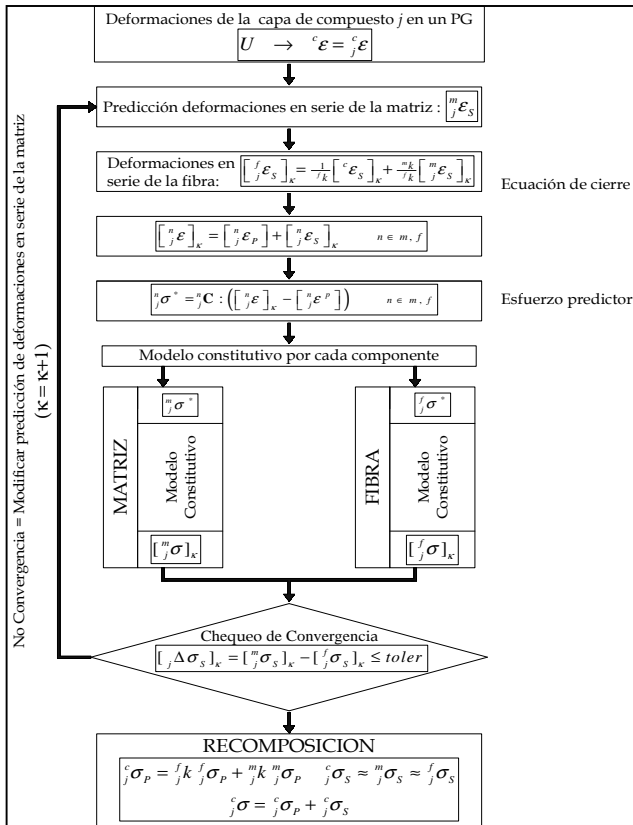 Deformaciones de la capa de compuesto j en un PG
U → ᶜε = ᶜⱼε
Predicción deformaciones en serie de la matriz : ᵐⱼε_S
Deformaciones en serie de la fibra: [ᶠⱼε_S]_κ = 1/ᶠk [ᶜε_S]_κ + ᵐk/ᶠk [ᵐⱼε_S]_κ
Ecuación de cierre
[ⁿⱼε]_κ = [ⁿⱼε_P] + [ⁿⱼε_S]_κ n ∈ m, f
ⁿⱼσ* = ⁿⱼC : ([ⁿⱼε]_κ − [ⁿⱼε^p]) n ∈ m, f
Esfuerzo predictor
Modelo constitutivo por cada componente
MATRIZ
ᵐⱼσ*
Modelo
Constitutivo
[ᵐⱼσ]_κ
FIBRA
ᶠⱼσ*
Modelo
Constitutivo
[ᶠⱼσ]_κ
Chequeo de Convergencia
[ⱼΔσ_S]_κ = [ᵐⱼσ_S]_κ − [ᶠⱼσ_S]_κ ≤ toler
No Convergencia = Modificar predicción de deformaciones en serie de la matriz
(κ = κ+1)
RECOMPOSICION
ᶜⱼσ_P = ᶠⱼk ᶠⱼσ_P + ᵐⱼk ᵐⱼσ_P ᶜⱼσ_S ≈ ᵐⱼσ_S ≈ ᶠⱼσ_S
ᶜⱼσ = ᶜⱼσ_P + ᶜⱼσ_S